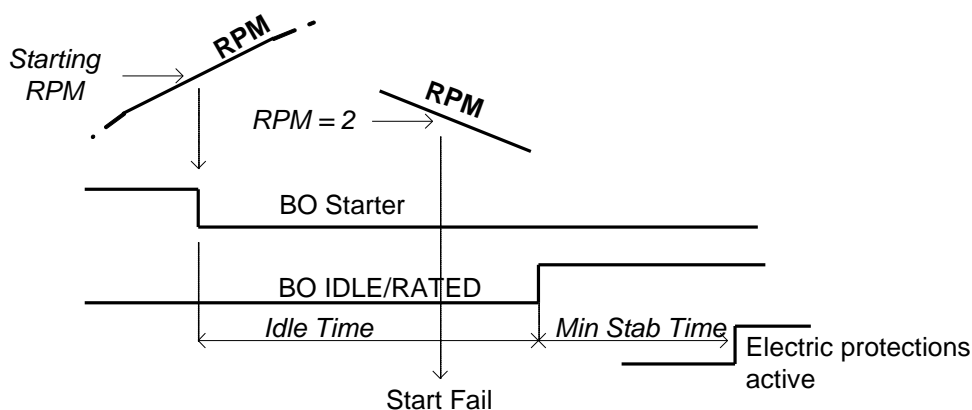 RPM
Starting
RPM
RPM
RPM = 2
BO Starter
BO IDLE/RATED
Idle Time
Min Stab Time
Electric protections
active
Start Fail